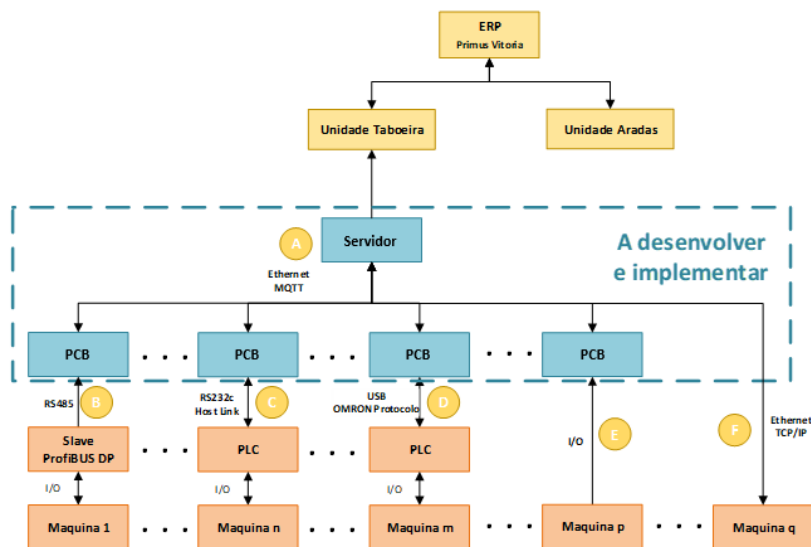 ERP
Primus Vitoria
Unidade Taboeira
Unidade Aradas
A desenvolver
e implementar
A
Servidor
Ethernet
MQTT
PCB
PCB
PCB
PCB
RS485
B
RS232c
Host Link
C
USB
OMRON Protocolo
D
I/O
E
F
Ethernet
TCP/IP
Slave
ProfiBUS DP
PLC
PLC
I/O
I/O
I/O
Maquina 1
Maquina n
Maquina m
Maquina p
Maquina q